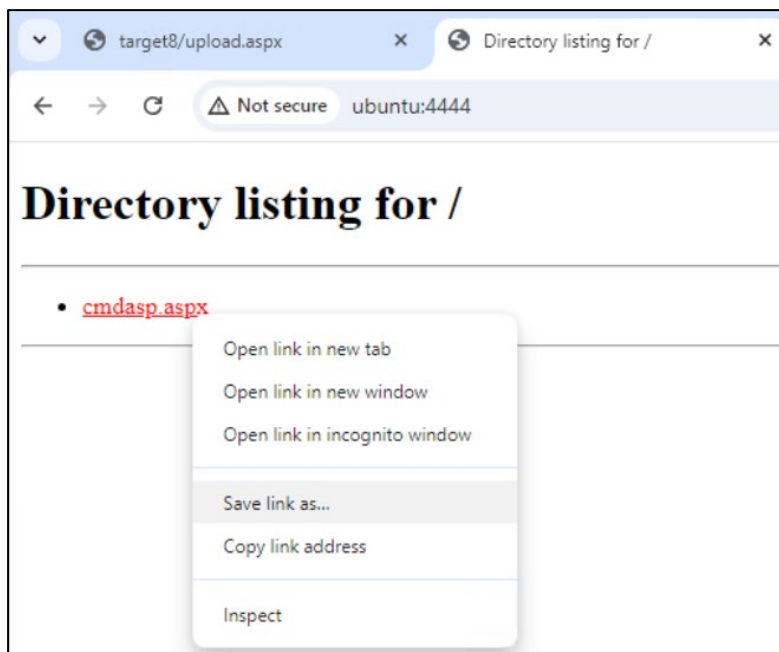 target8/upload.aspx
Directory listing for /
Not secure ubuntu:4444
Directory listing for /
cmdasp.aspx
Open link in new tab
Open link in new window
Open link in incognito window
Save link as...
Copy link address
Inspect